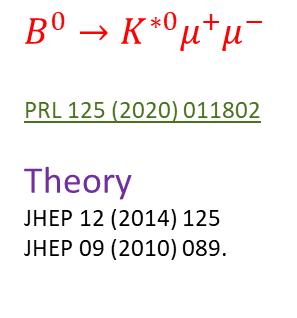 B⁰ → K*⁰μ⁺μ⁻
PRL 125 (2020) 011802
Theory
JHEP 12 (2014) 125
JHEP 09 (2010) 089.